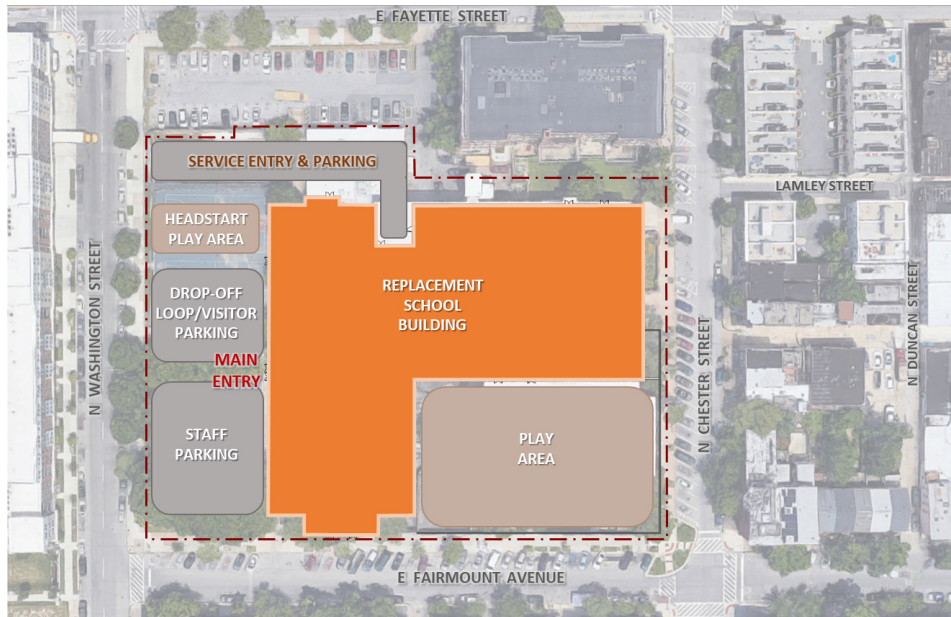 E FAYETTE STREET
SERVICE ENTRY & PARKING
LAMLEY STREET
HEADSTART
PLAY AREA
DROP-OFF
LOOP/VISITOR
PARKING
REPLACEMENT
SCHOOL
BUILDING
MAIN
ENTRY
N WASHINGTON STREET
N CHESTER STREET
N DUNCAN STREET
STAFF
PARKING
PLAY
AREA
E FAIRMOUNT AVENUE